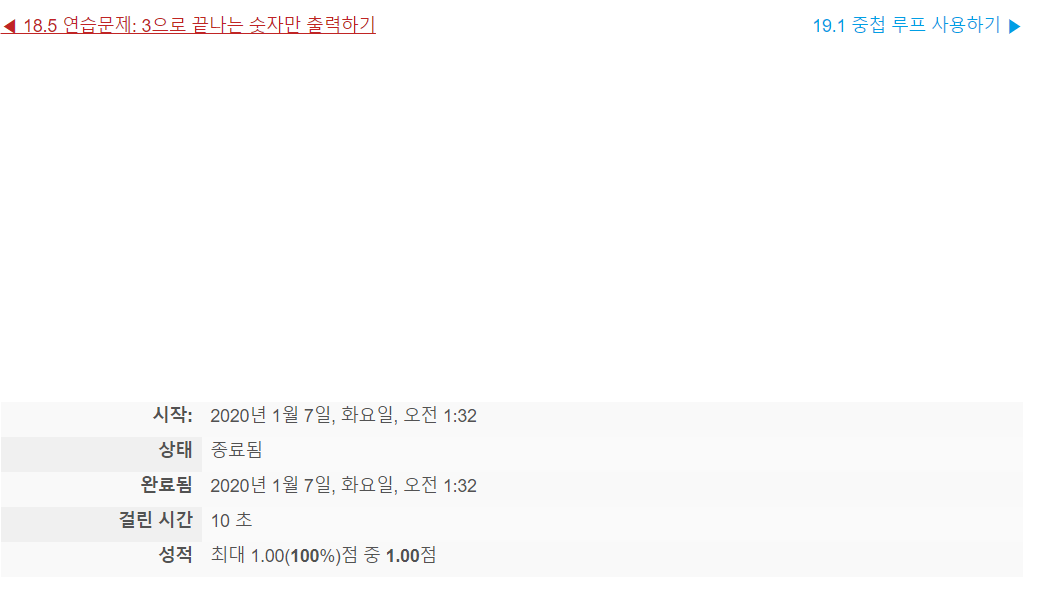 ◀ 18.5 연습문제: 3으로 끝나는 숫자만 출력하기
19.1 중첩 루프 사용하기 ▶
시작: 2020년 1월 7일, 화요일, 오전 1:32
상태 종료됨
완료됨 2020년 1월 7일, 화요일, 오전 1:32
걸린 시간 10 초
성적 최대 1.00(100%)점 중 1.00점